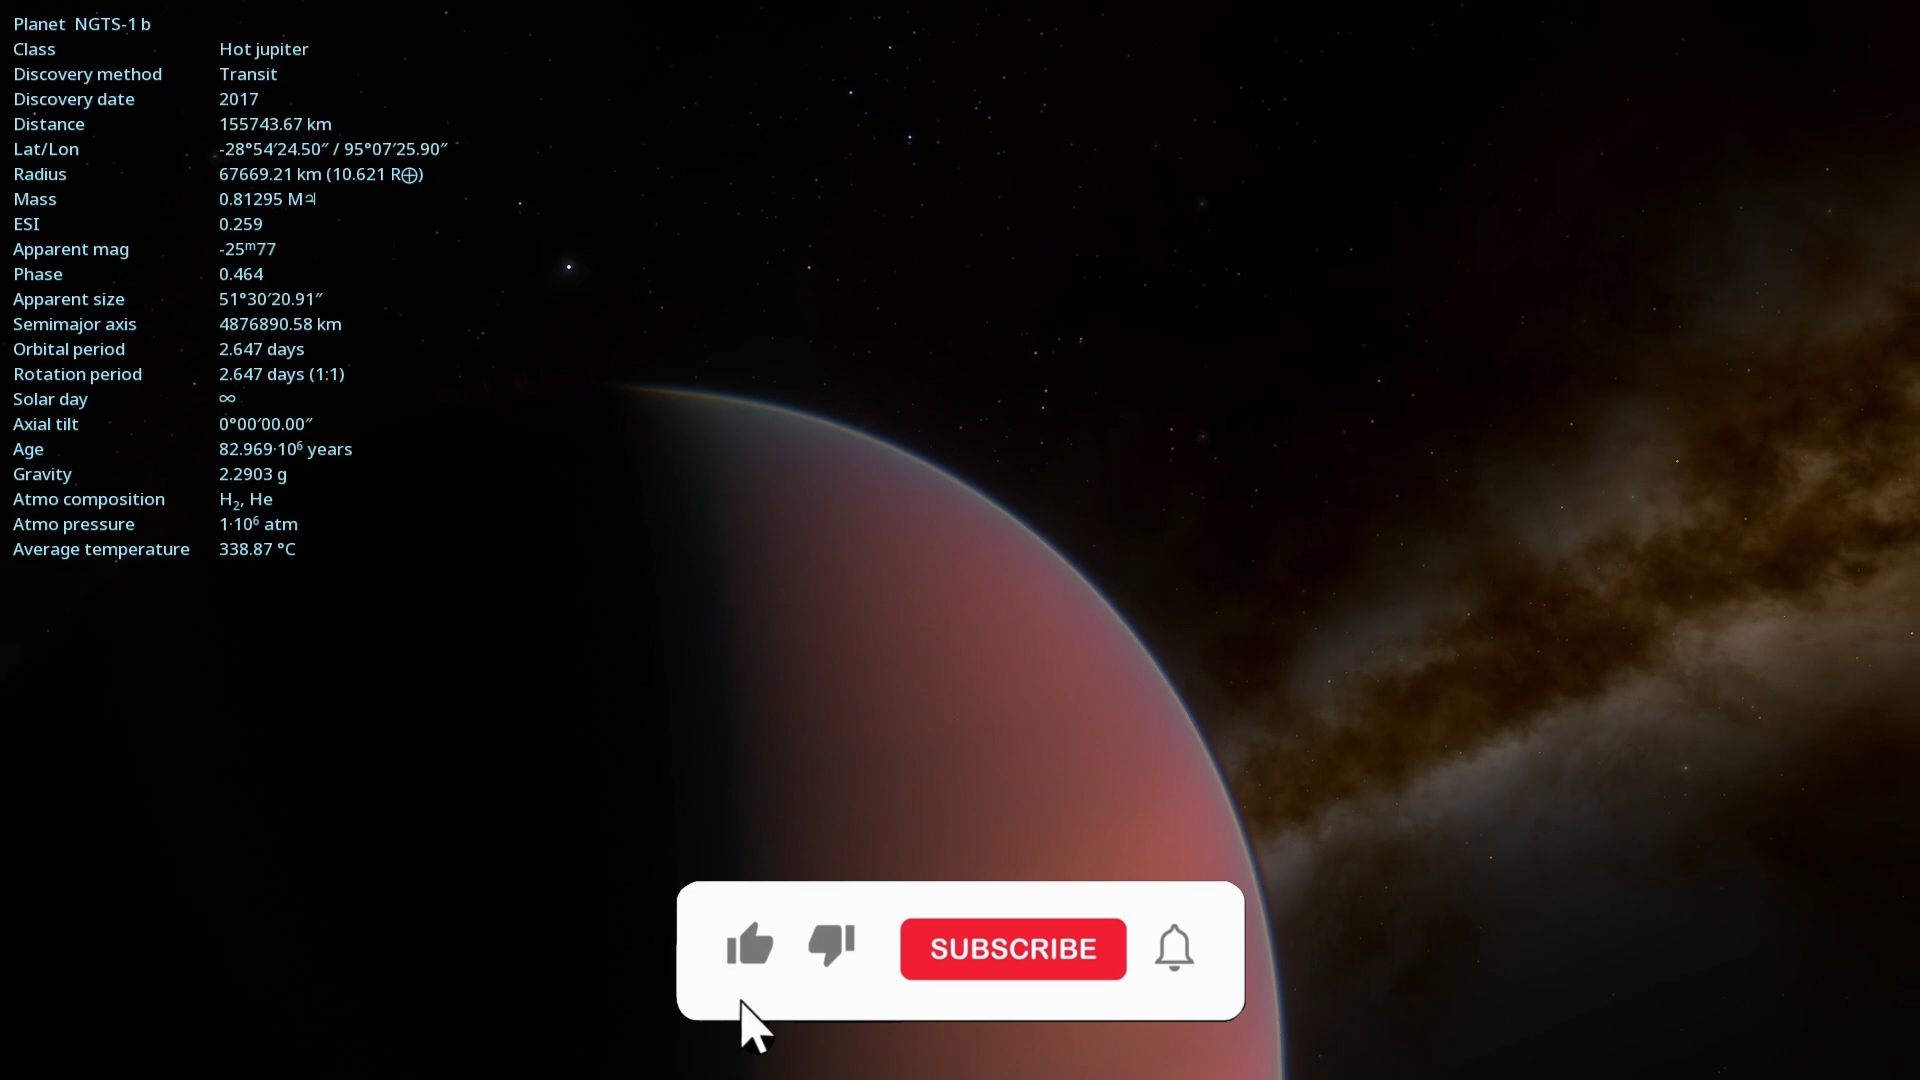 Planet NGTS-1 b
Class Hot jupiter
Discovery method Transit
Discovery date 2017
Distance 155743.67 km
Lat/Lon -28°54′24.50″ / 95°07′25.90″
Radius 67669.21 km (10.621 R⊕)
Mass 0.81295 M♃
ESI 0.259
Apparent mag -25ᵐ77
Phase 0.464
Apparent size 51°30′20.91″
Semimajor axis 4876890.58 km
Orbital period 2.647 days
Rotation period 2.647 days (1:1)
Solar day ∞
Axial tilt 0°00′00.00″
Age 82.969·10⁶ years
Gravity 2.2903 g
Atmo composition H₂, He
Atmo pressure 1·10⁶ atm
Average temperature 338.87 °C
SUBSCRIBE